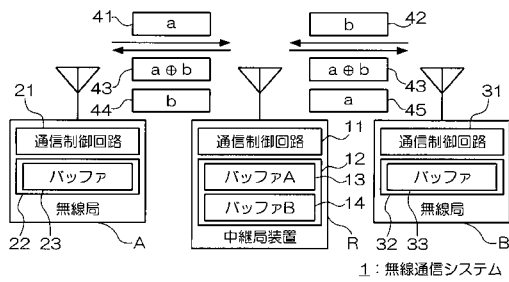 41 a b 42
43 a⊕b a⊕b 43
44 b a 45
21 31
通信制御回路 通信制御回路 11 通信制御回路
12
バッファ バッファA 13 バッファ
無線局 バッファB 14 無線局
22 23 A 中継局装置 R 32 33 B
1：無線通信システム